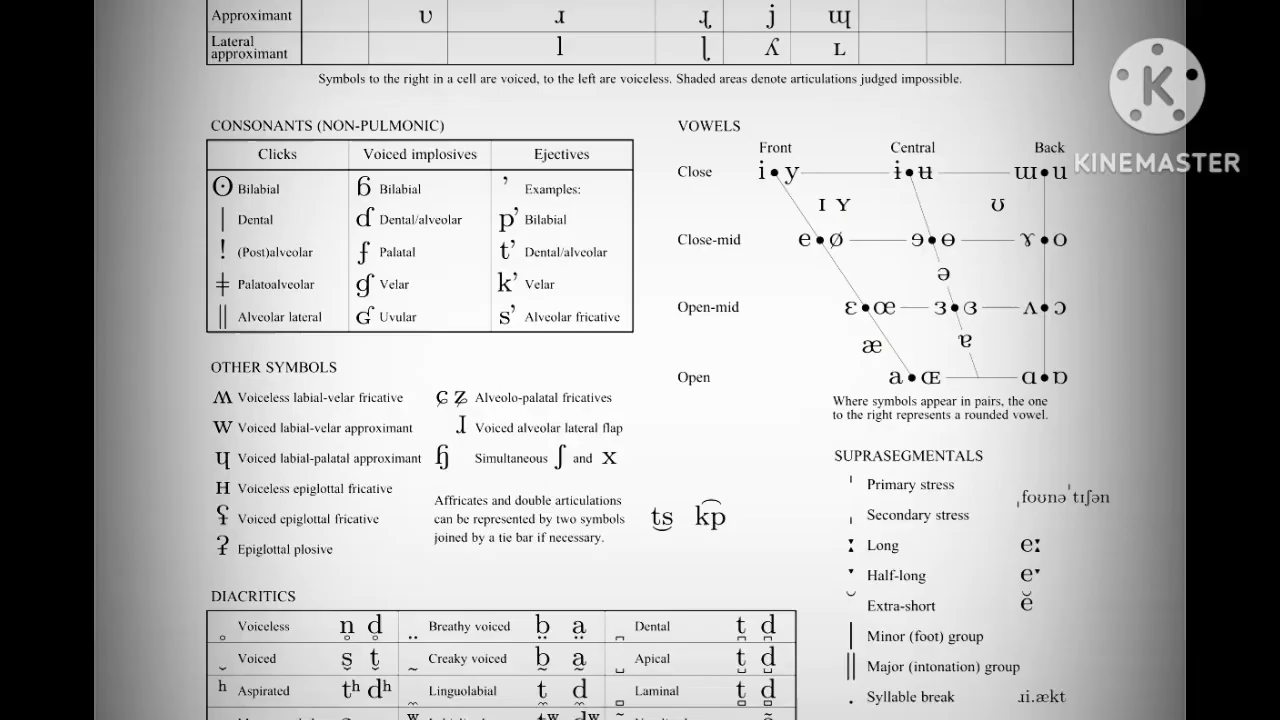 Approximant ʋ ɹ ɻ j ɰ
Lateral approximant l ɭ ʎ ʟ
Symbols to the right in a cell are voiced, to the left are voiceless. Shaded areas denote articulations judged impossible.
KINEMASTER
CONSONANTS (NON-PULMONIC)
Clicks Voiced implosives Ejectives
ʘ Bilabial ɓ Bilabial ʼ Examples:
ǀ Dental ɗ Dental/alveolar pʼ Bilabial
ǃ (Post)alveolar ʄ Palatal tʼ Dental/alveolar
ǂ Palatoalveolar ɠ Velar kʼ Velar
ǁ Alveolar lateral ʛ Uvular sʼ Alveolar fricative
VOWELS
Front Central Back
Close i y ɨ ʉ ɯ u
ɪ ʏ ʊ
Close-mid e ø ɘ ɵ ɤ o
ə
Open-mid ɛ œ ɜ ɞ ʌ ɔ
æ ɐ
Open a ɶ ɑ ɒ
Where symbols appear in pairs, the one
to the right represents a rounded vowel.
OTHER SYMBOLS
ʍ Voiceless labial-velar fricative ɕ ʑ Alveolo-palatal fricatives
w Voiced labial-velar approximant ɺ Voiced alveolar lateral flap
ɥ Voiced labial-palatal approximant ɧ Simultaneous ʃ and x
ʜ Voiceless epiglottal fricative
ʢ Voiced epiglottal fricative
ʡ Epiglottal plosive
Affricates and double articulations
can be represented by two symbols
joined by a tie bar if necessary.
t͜s k͡p
SUPRASEGMENTALS
ˈ Primary stress
ˌfoʊnəˈtɪʃən
ˌ Secondary stress
ː Long eː
ˑ Half-long eˑ
̆ Extra-short ĕ
| Minor (foot) group
‖ Major (intonation) group
. Syllable break ɹi.ækt
DIACRITICS
̥ Voiceless n̥ d̥ ̤ Breathy voiced b̤ a̤ ̪ Dental t̪ d̪
̬ Voiced s̬ t̬ ̰ Creaky voiced b̰ a̰ ̺ Apical t̺ d̺
ʰ Aspirated tʰ dʰ ̼ Linguolabial t̼ d̼ ̻ Laminal t̻ d̻